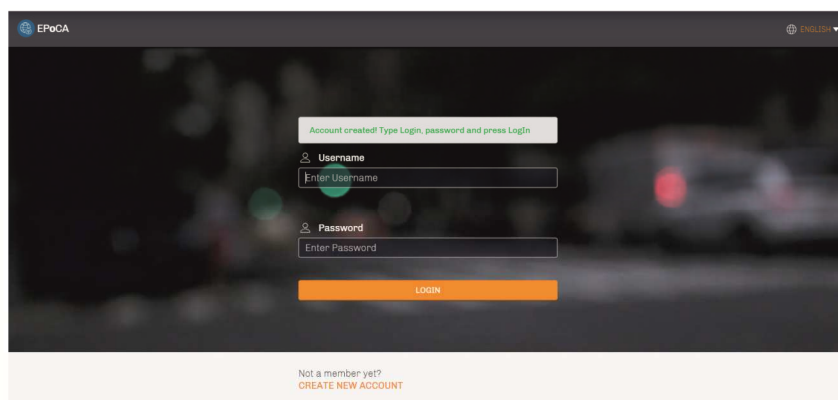 EPoCA
ENGLISH
Account created! Type Login, password and press LogIn
Username
Enter Username
Password
Enter Password
LOGIN
Not a member yet?
CREATE NEW ACCOUNT